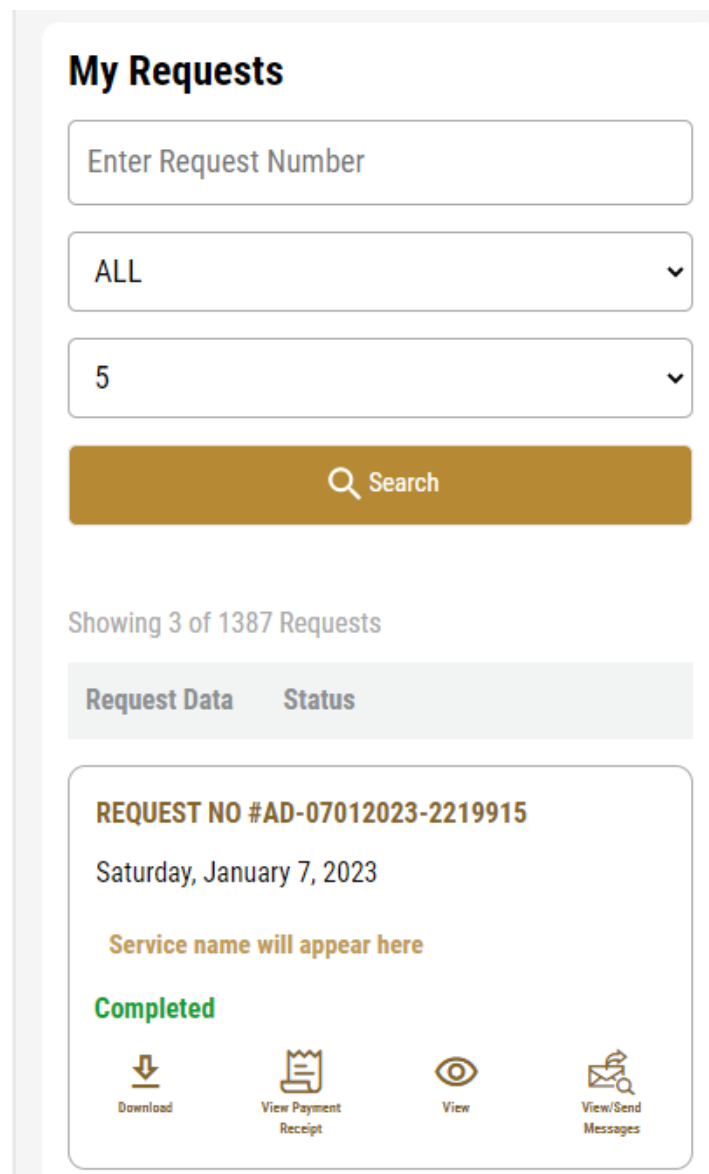 My Requests
Enter Request Number
ALL
5
Search
Showing 3 of 1387 Requests
Request Data Status
REQUEST NO #AD-07012023-2219915
Saturday, January 7, 2023
Service name will appear here
Completed
Download
View Payment
Receipt
View
View/Send
Messages